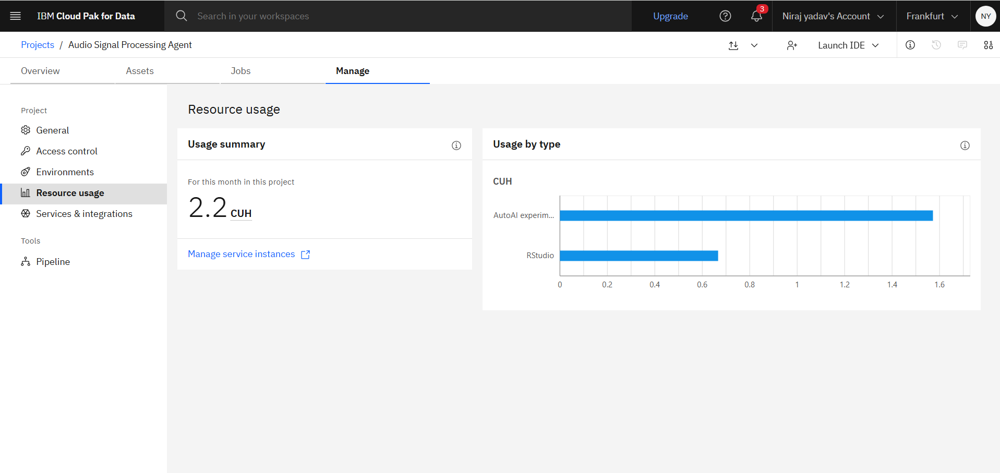 IBM Cloud Pak for Data
Search in your workspaces
Upgrade
3
Niraj yadav's Account
Frankfurt
NY
Projects / Audio Signal Processing Agent
Launch IDE
Overview
Assets
Jobs
Manage
Project
General
Access control
Environments
Resource usage
Services & integrations
Tools
Pipeline
Resource usage
Usage summary
For this month in this project
2.2 CUH
Manage service instances
Usage by type
CUH
AutoAI experim...
RStudio
0 0.2 0.4 0.6 0.8 1 1.2 1.4 1.6